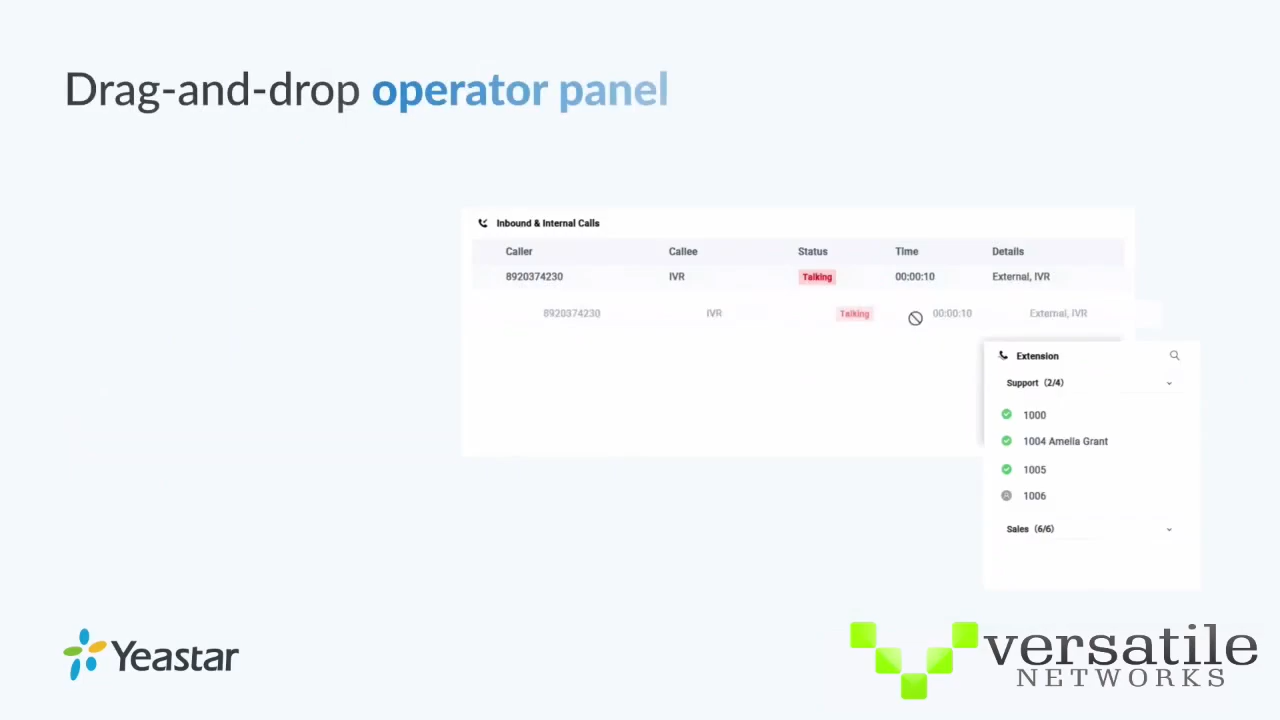 Drag-and-drop operator panel
Inbound & Internal Calls
Caller Callee Status Time Details
8920374230 IVR Talking 00:00:10 External, IVR
8920374230 IVR Talking 00:00:10 External, IVR
Extension
Support (2/4)
1000
1004 Amelia Grant
1005
1006
Sales (6/6)
Yeastar
versatile
NETWORKS